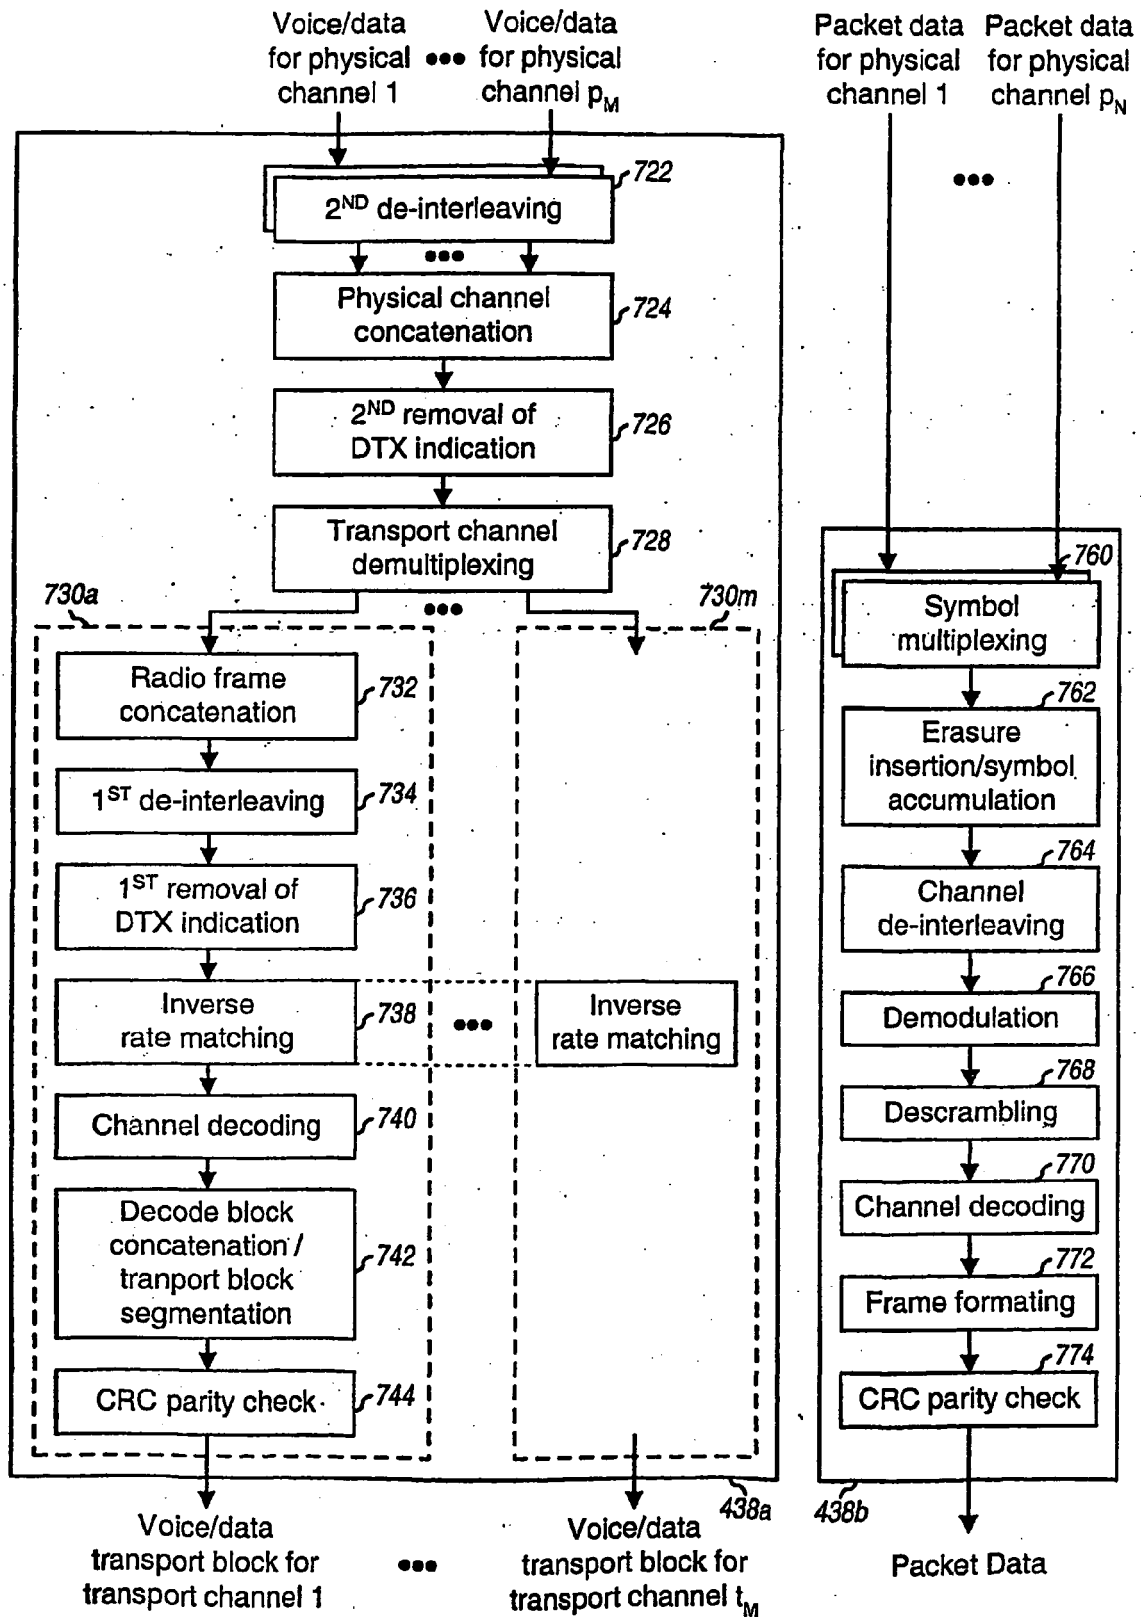 Voice/data
for physical
channel 1
•••
Voice/data
for physical
channel pM
Packet data
for physical
channel 1
Packet data
for physical
channel pN
•••
722
2ND de-interleaving
•••
Physical channel
concatenation
724
2ND removal of
DTX indication
726
Transport channel
demultiplexing
728
730a
•••
730m
Radio frame
concatenation
732
1ST de-interleaving
734
1ST removal of
DTX indication
736
Inverse
rate matching
738
•••
Inverse
rate matching
Channel decoding
740
Decode block
concatenation /
tranport block
segmentation
742
CRC parity check
744
438a
Voice/data
transport block for
transport channel 1
•••
Voice/data
transport block for
transport channel tM
760
Symbol
multiplexing
762
Erasure
insertion/symbol
accumulation
764
Channel
de-interleaving
766
Demodulation
768
Descrambling
770
Channel decoding
772
Frame formating
774
CRC parity check
438b
Packet Data